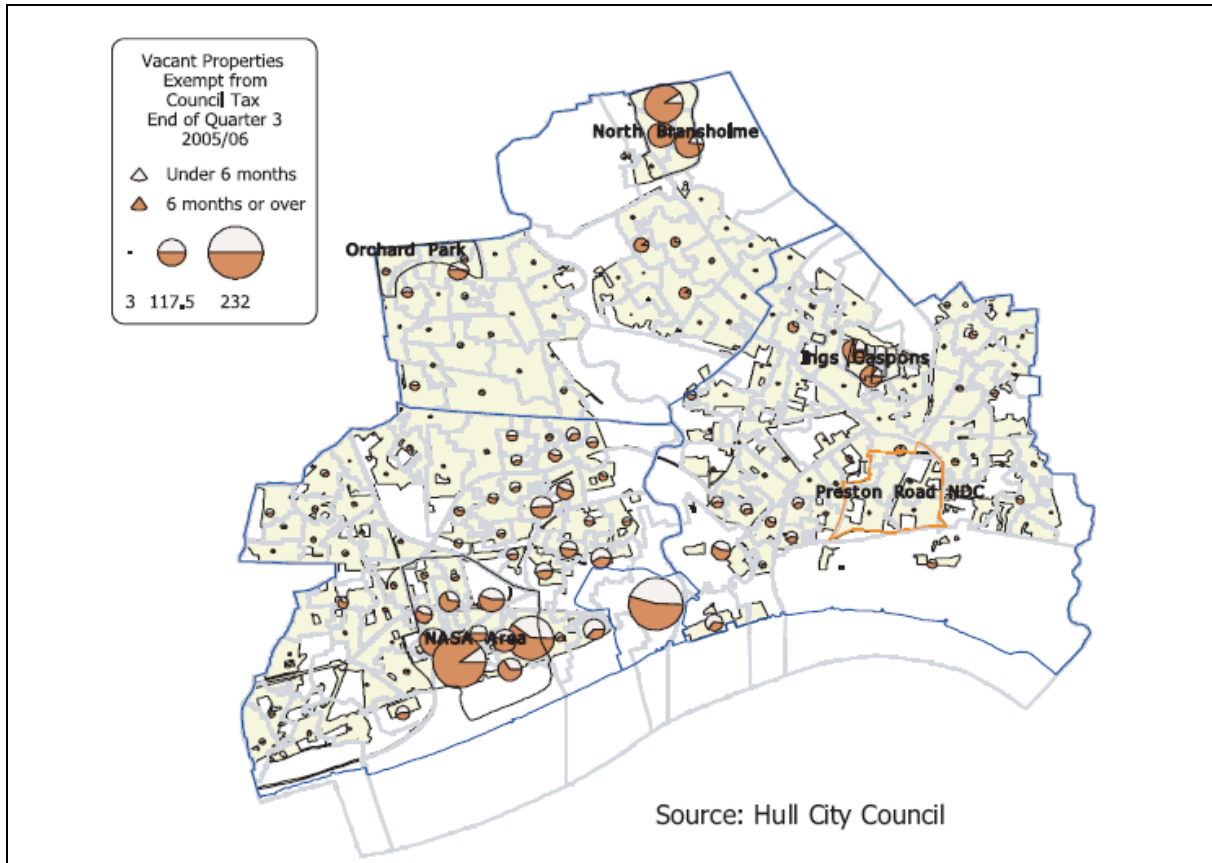 Vacant Properties
Exempt from
Council Tax
End of Quarter 3
2005/06
Under 6 months
6 months or over
3 117.5 232
North Bransholme
Orchard Park
Ings Caspons
Preston Road NDC
NASA Area
Source: Hull City Council